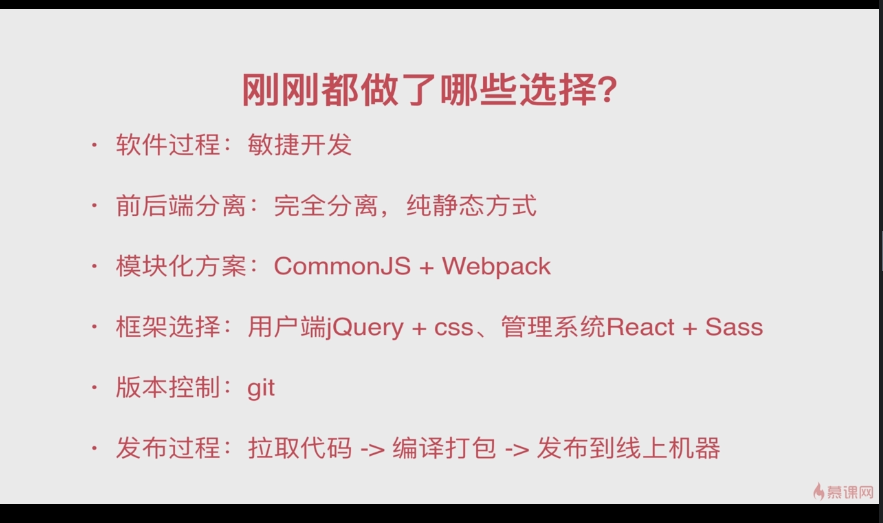 刚刚都做了哪些选择?
· 软件过程：敏捷开发
· 前后端分离：完全分离，纯静态方式
· 模块化方案：CommonJS + Webpack
· 框架选择：用户端jQuery + css、管理系统React + Sass
· 版本控制：git
· 发布过程：拉取代码 -> 编译打包 -> 发布到线上机器
慕课网